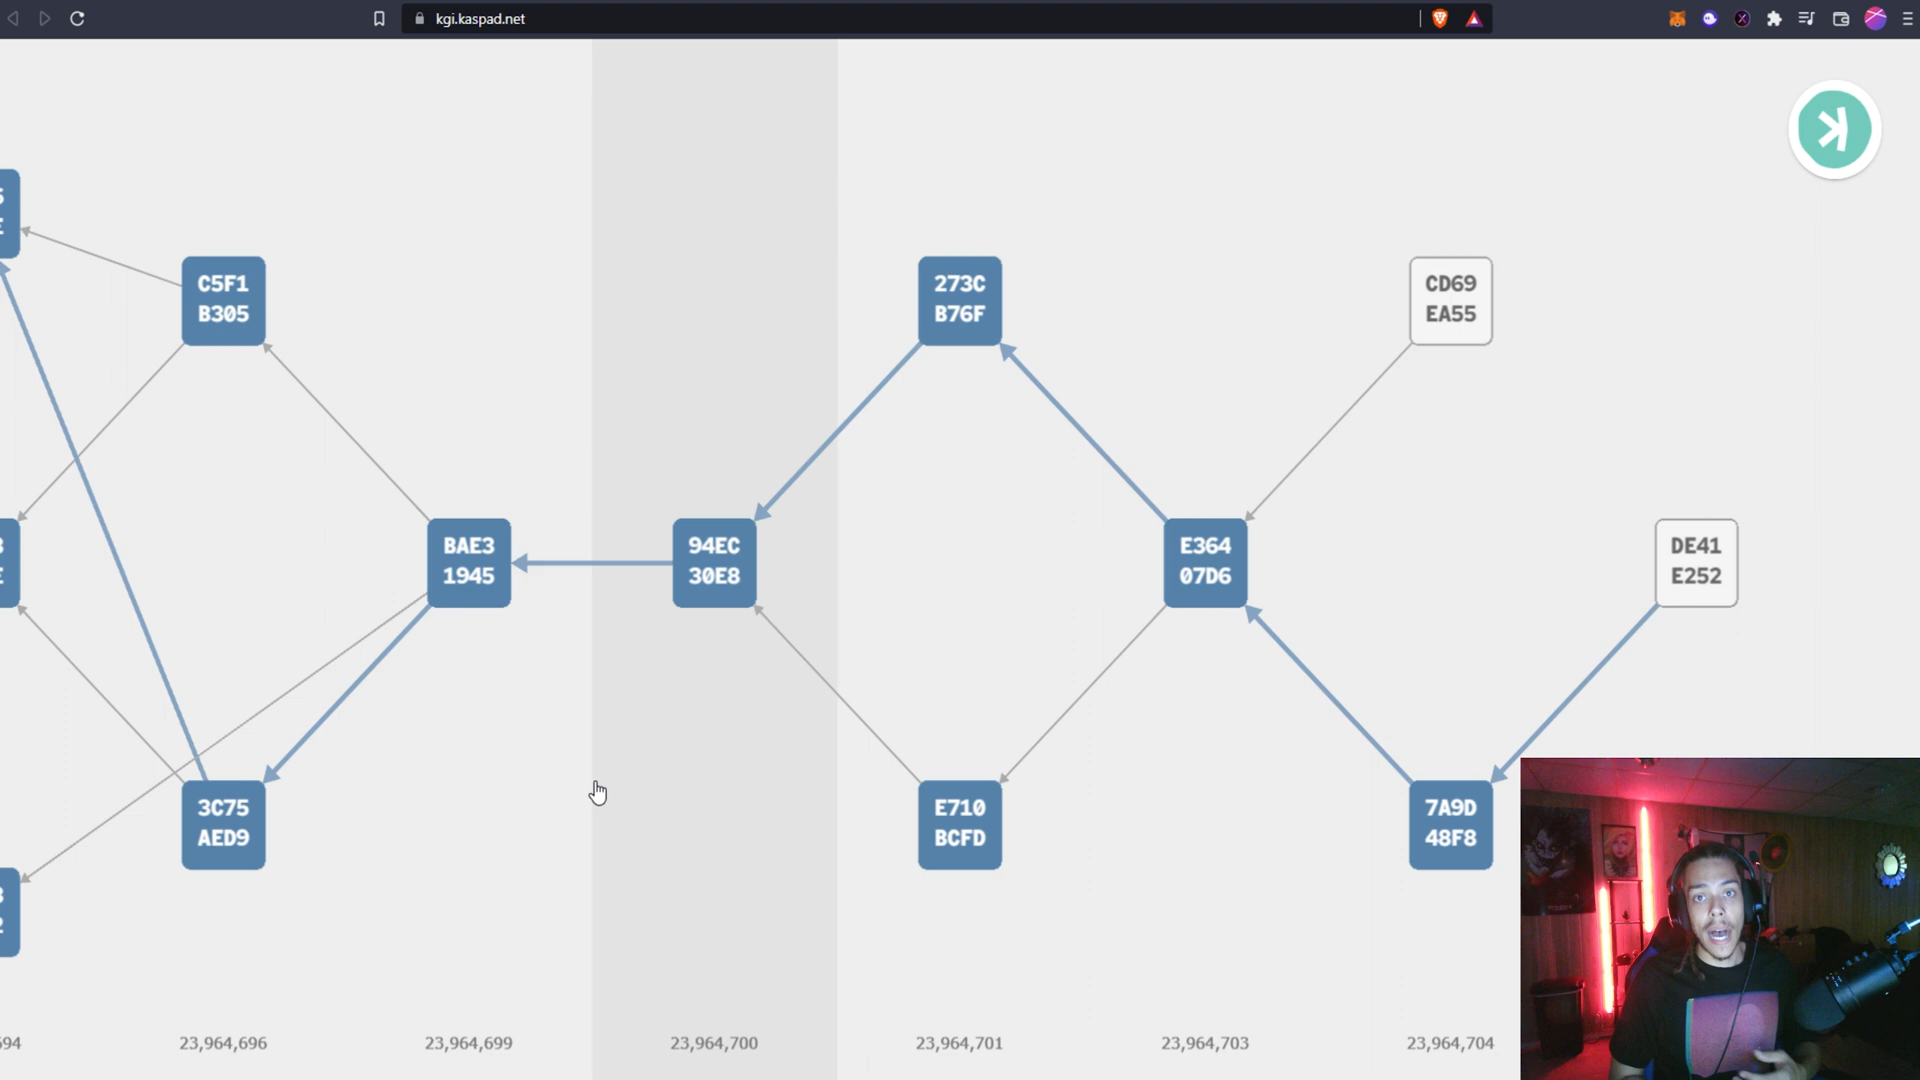 kgi.kaspad.net
C5F1
B305
273C
B76F
CD69
EA55
BAE3
1945
94EC
30E8
E364
07D6
DE41
E252
3C75
AED9
E710
BCFD
7A9D
48F8
694
23,964,696
23,964,699
23,964,700
23,964,701
23,964,703
23,964,704